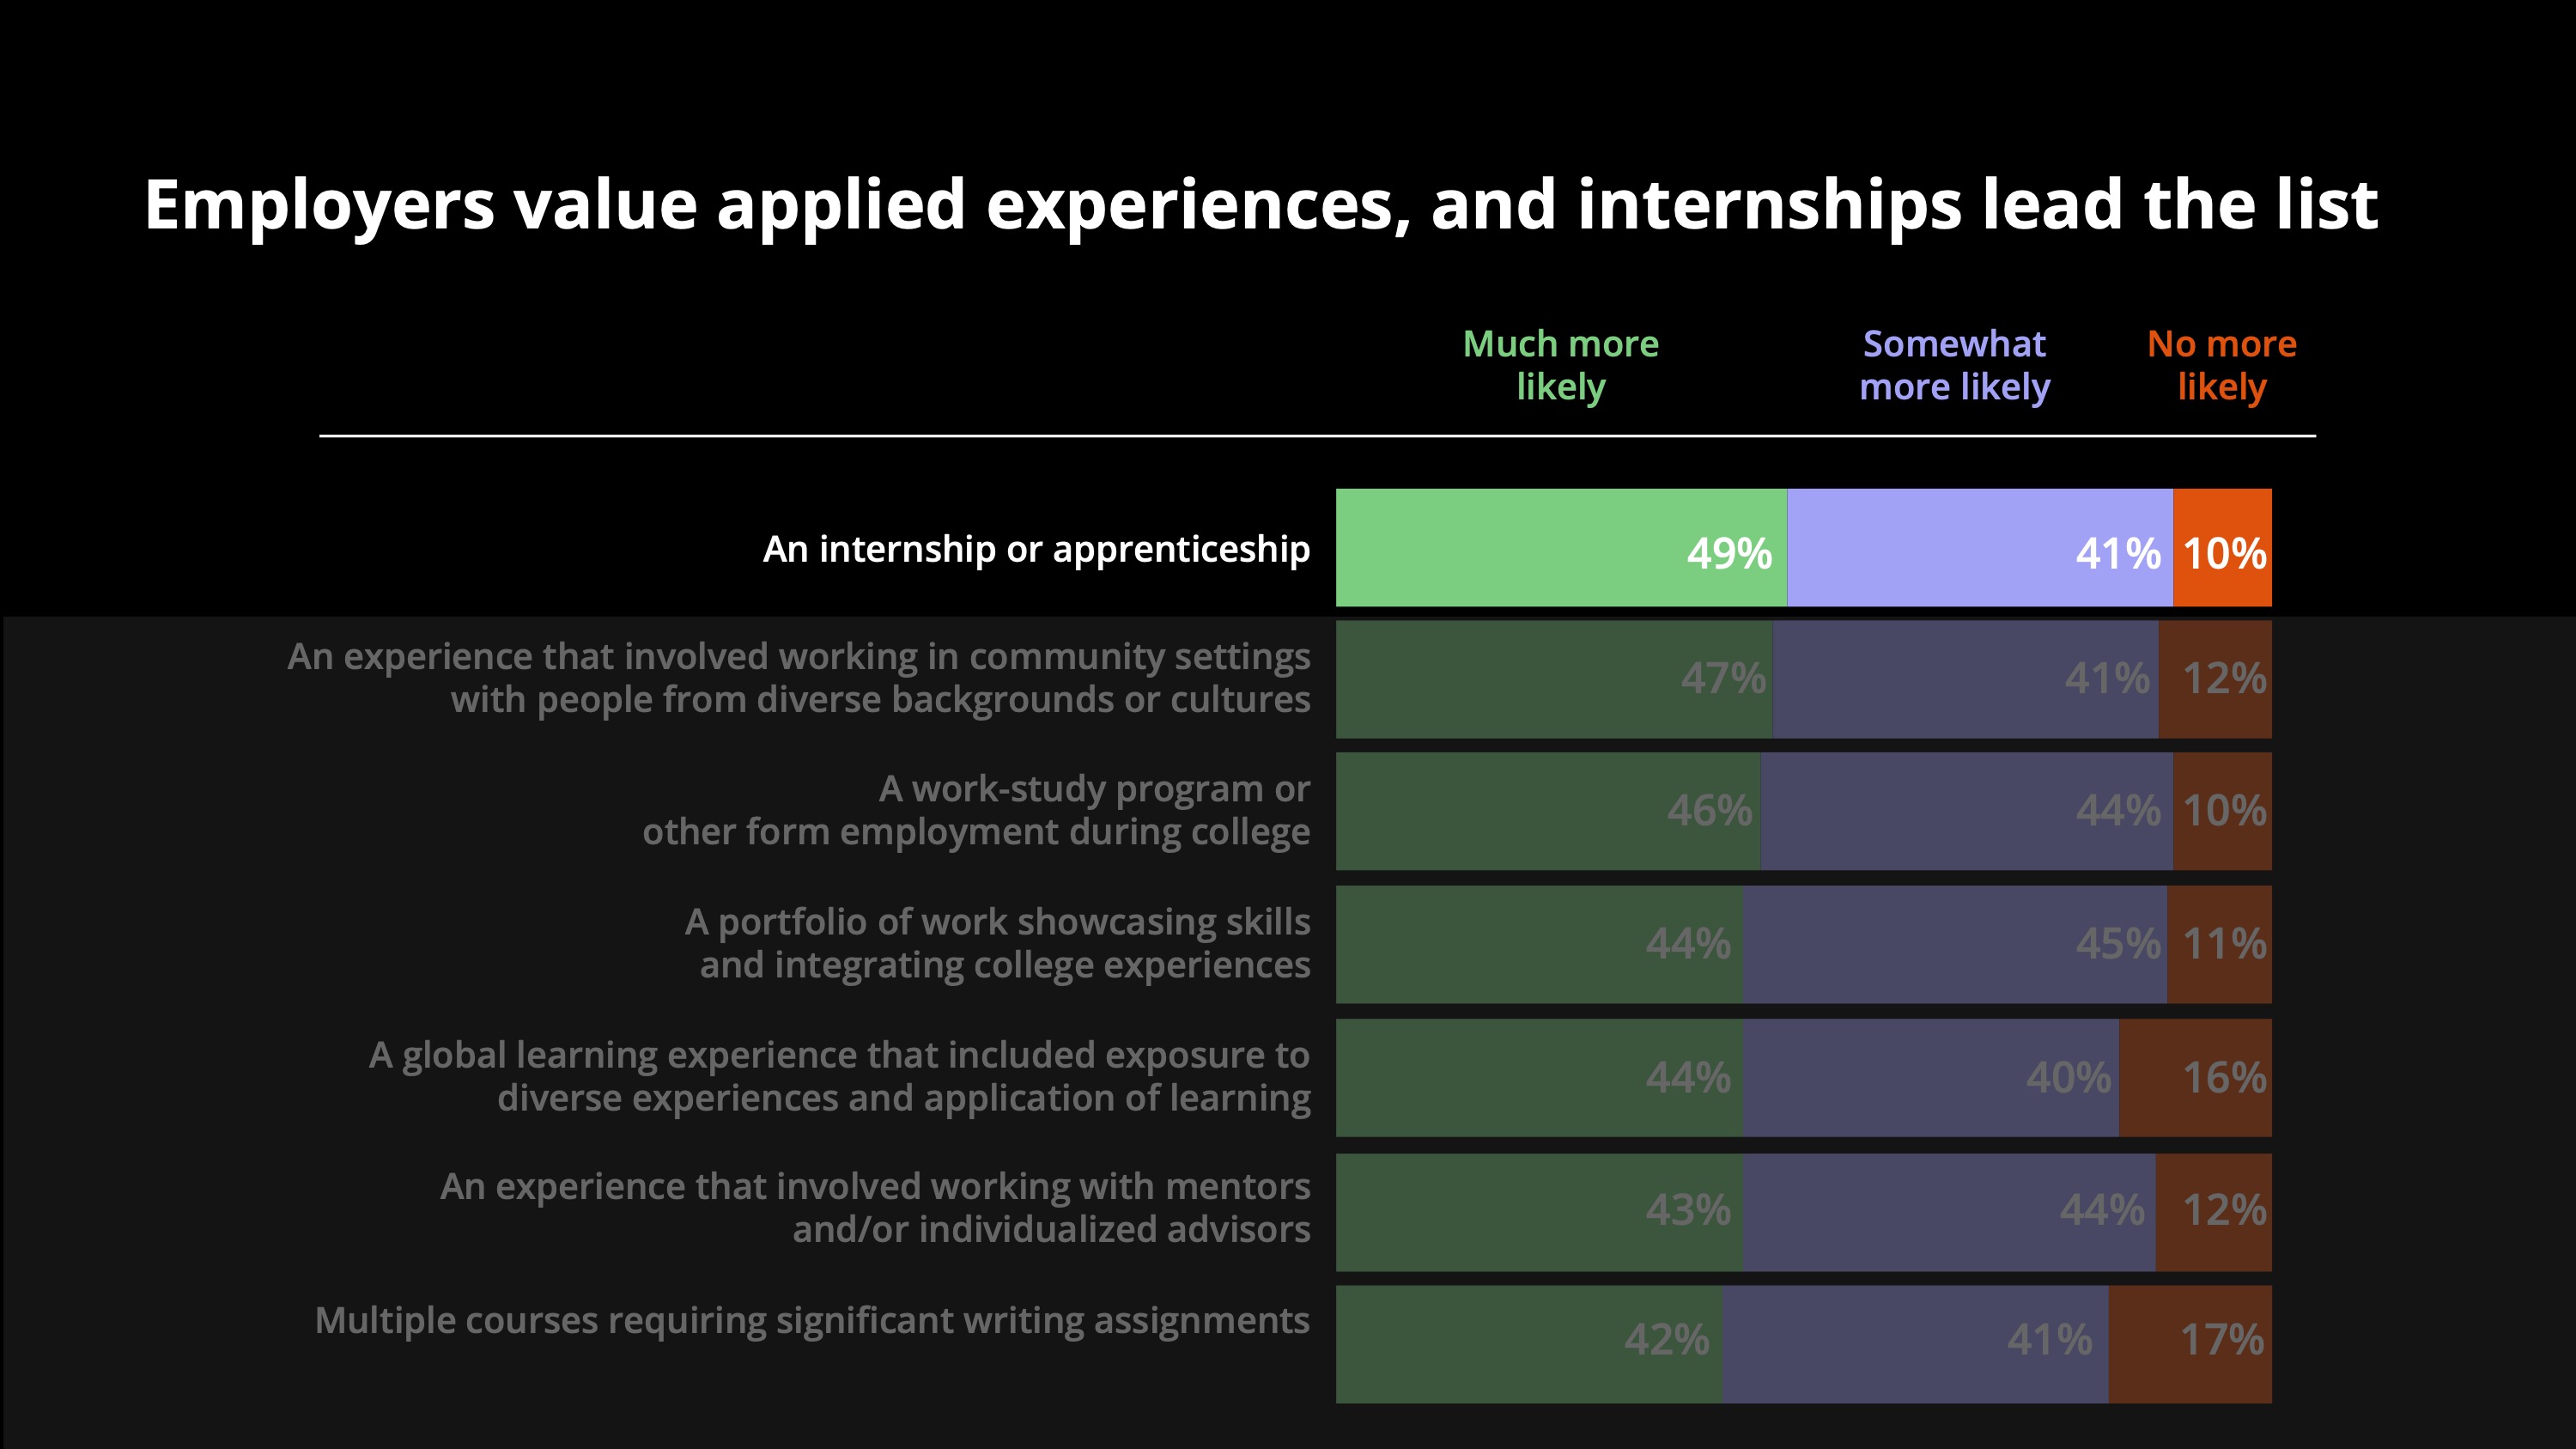 Employers value applied experiences, and internships lead the list
Much more
likely
Somewhat
more likely
No more
likely
An internship or apprenticeship
49% 41% 10%
An experience that involved working in community settings
with people from diverse backgrounds or cultures
47% 41% 12%
A work-study program or
other form employment during college
46% 44% 10%
A portfolio of work showcasing skills
and integrating college experiences
44% 45% 11%
A global learning experience that included exposure to
diverse experiences and application of learning
44% 40% 16%
An experience that involved working with mentors
and/or individualized advisors
43% 44% 12%
Multiple courses requiring significant writing assignments
42% 41% 17%